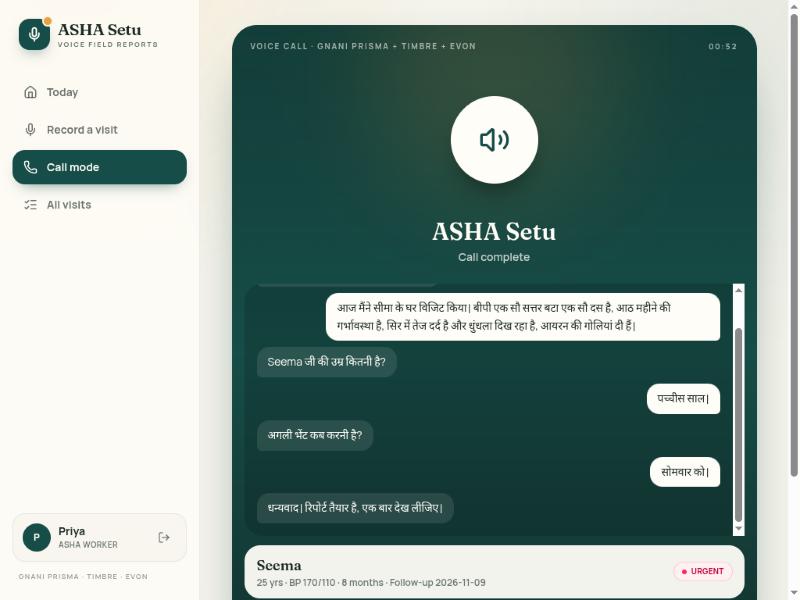 ASHA Setu
VOICE FIELD REPORTS
Today
Record a visit
Call mode
All visits
P
Priya
ASHA WORKER
GNANI PRISMA · TIMBRE · EVON
VOICE CALL · GNANI PRISMA + TIMBRE + EVON
00:52
ASHA Setu
Call complete
आज मैंने सीमा के घर विजिट किया| बीपी एक सौ सत्तर बटा एक सौ दस है, आठ महीने की
गर्भावस्था है, सिर में तेज दर्द है और धुंधला दिख रहा है, आयरन की गोलियां दी हैं|
Seema जी की उम्र कितनी है?
पच्चीस साल|
अगली भेंट कब करनी है?
सोमवार को|
धन्यवाद| रिपोर्ट तैयार है, एक बार देख लीजिए|
Seema
25 yrs · BP 170/110 · 8 months · Follow-up 2026-11-09
URGENT